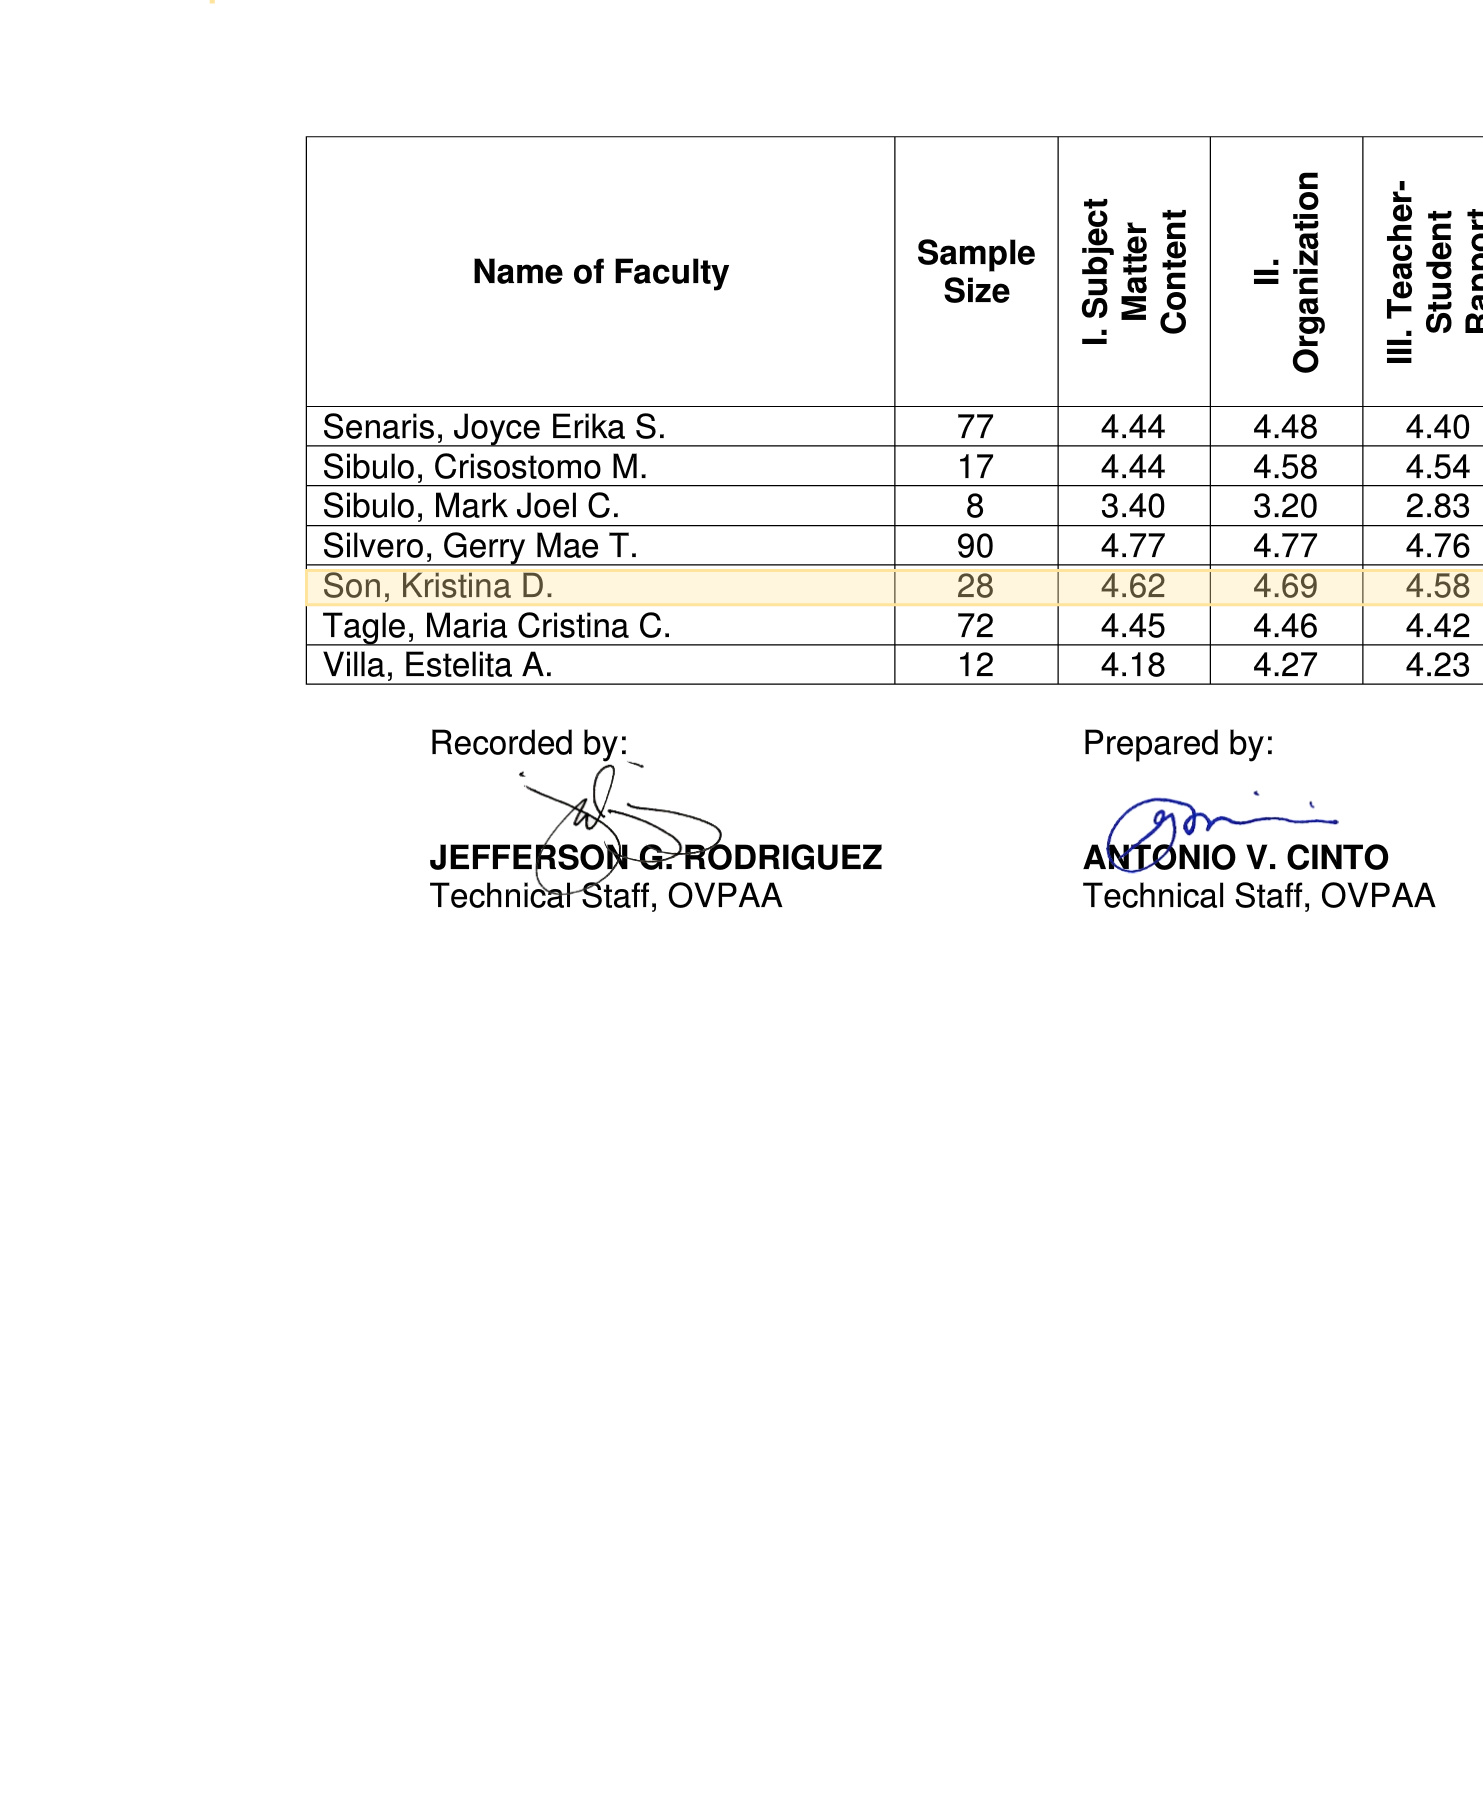 Name of Faculty Sample Size I. Subject Matter Content II. Organization III. Teacher-Student Rapport
Senaris, Joyce Erika S. 77 4.44 4.48 4.40
Sibulo, Crisostomo M. 17 4.44 4.58 4.54
Sibulo, Mark Joel C. 8 3.40 3.20 2.83
Silvero, Gerry Mae T. 90 4.77 4.77 4.76
Son, Kristina D. 28 4.62 4.69 4.58
Tagle, Maria Cristina C. 72 4.45 4.46 4.42
Villa, Estelita A. 12 4.18 4.27 4.23
Recorded by: Prepared by:
JEFFERSON G. RODRIGUEZ ANTONIO V. CINTO
Technical Staff, OVPAA Technical Staff, OVPAA